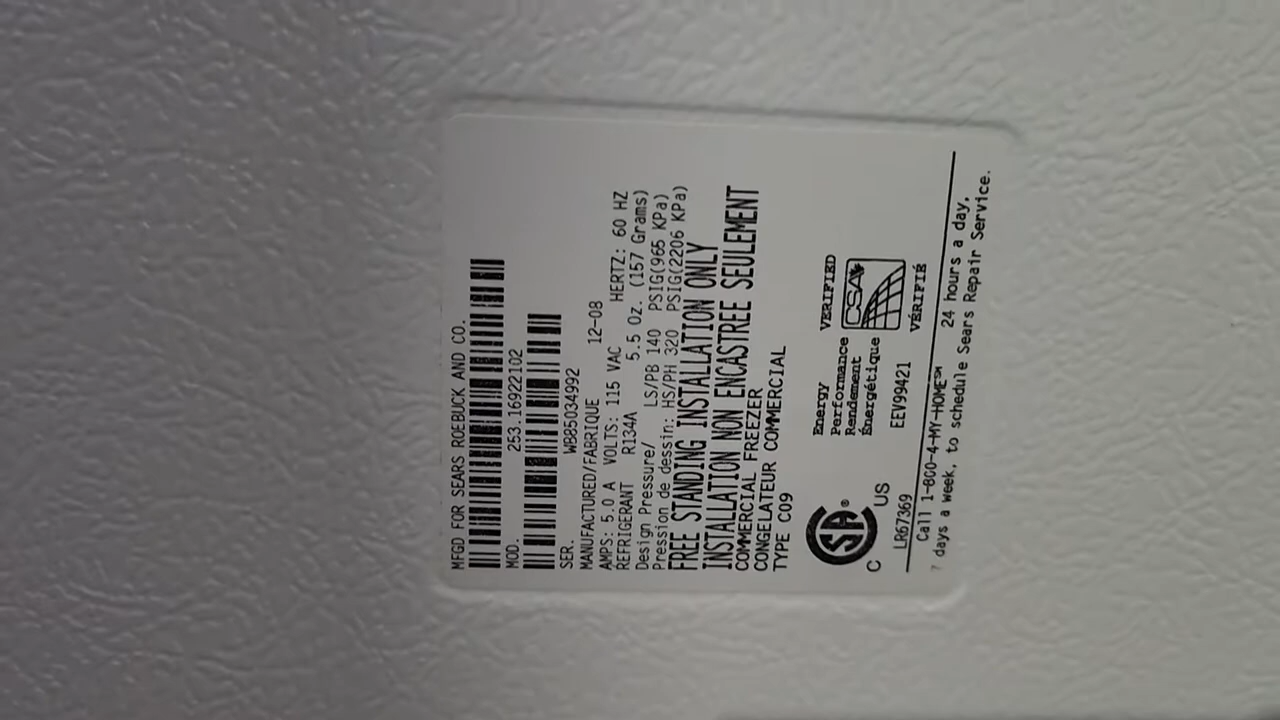 MFGD FOR SEARS ROEBUCK AND CO.
MOD. 253.16922102
SER. WB85034992
MANUFACTURED/FABRIQUE 12-08
AMPS: 5.0 A VOLTS: 115 VAC HERTZ: 60 HZ
REFRIGERANT R134A 5.5 Oz. (157 Grams)
Design Pressure/ LS/PB 140 PSIG(965 KPa)
Pression de dessin: HS/PH 320 PSIG(2206 KPa)
FREE STANDING INSTALLATION ONLY
INSTALLATION NON ENCASTREE SEULEMENT
COMMERCIAL FREEZER
CONGELATEUR COMMERCIAL
TYPE C09
SA ®
C US
LR67369
Energy
Performance
Rendement
Énergétique
EEV99421
VERIFIED
CSA
VÉRIFIÉ
Call 1-800-4-MY-HOME℠ 24 hours a day,
7 days a week, to schedule Sears Repair Service.